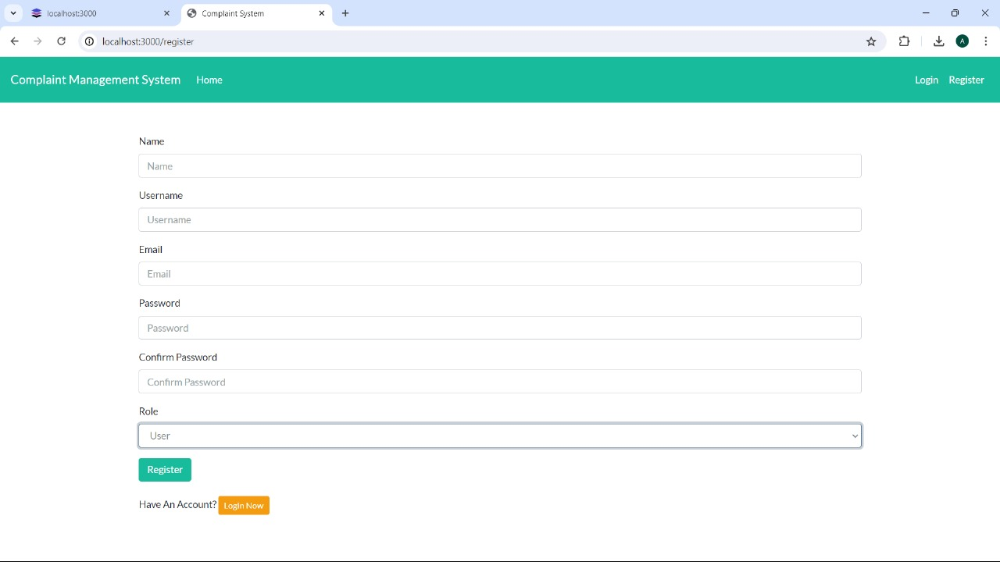 localhost:3000
Complaint System
localhost:3000/register
A
Complaint Management System Home Login Register
Name
Name
Username
Username
Email
Email
Password
Password
Confirm Password
Confirm Password
Role
User
Register
Have An Account? Login Now